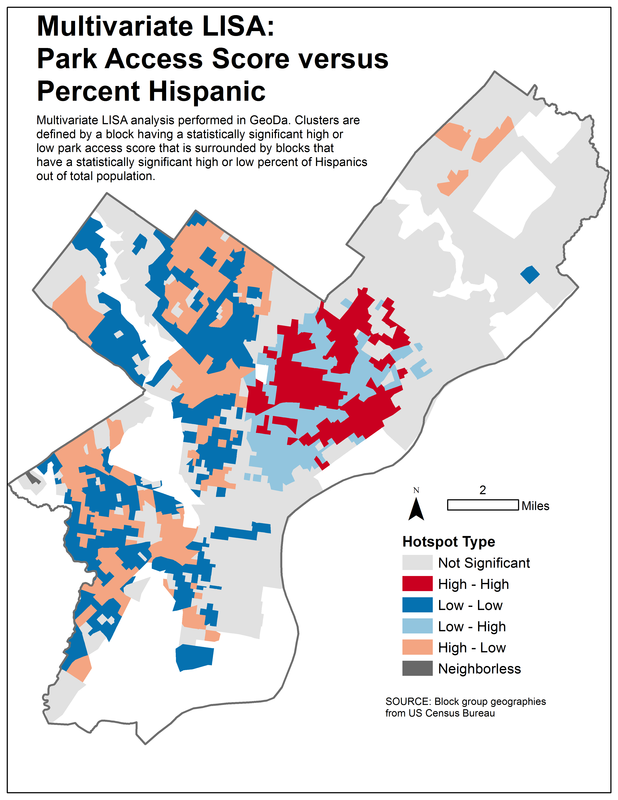 Multivariate LISA:
Park Access Score versus
Percent Hispanic
Multivariate LISA analysis performed in GeoDa. Clusters are
defined by a block having a statistically significant high or
low park access score that is surrounded by blocks that
have a statistically significant high or low percent of Hispanics
out of total population.
N
2
Miles
Hotspot Type
Not Significant
High - High
Low - Low
Low - High
High - Low
Neighborless
SOURCE: Block group geographies
from US Census Bureau